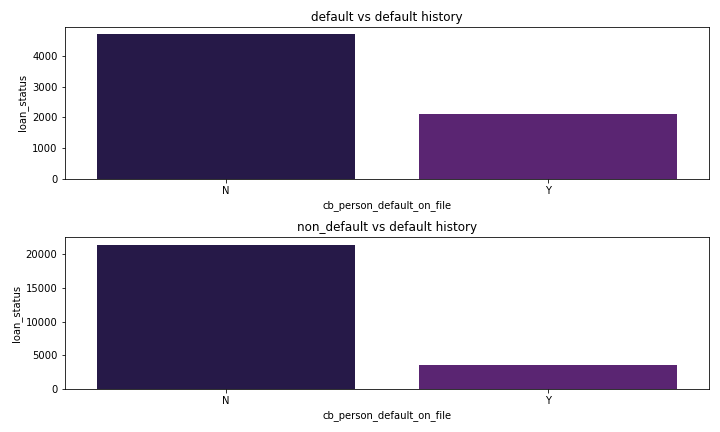 default vs default history
4000
3000
2000
1000
0
loan_status
N
Y
cb_person_default_on_file
non_default vs default history
20000
15000
10000
5000
0
loan_status
N
Y
cb_person_default_on_file